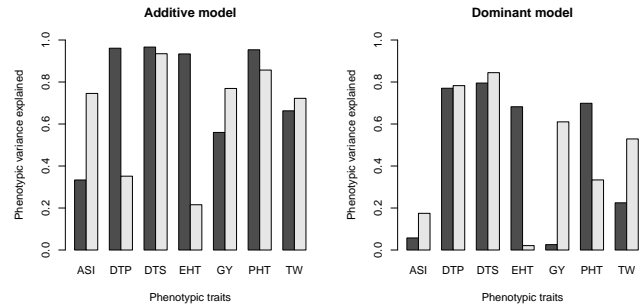 Additive model
Phenotypic variance explained
1.0
0.8
0.6
0.4
0.2
0.0
ASI DTP DTS EHT GY PHT TW
Phenotypic traits
Dominant model
Phenotypic variance explained
1.0
0.8
0.6
0.4
0.2
0.0
ASI DTP DTS EHT GY PHT TW
Phenotypic traits